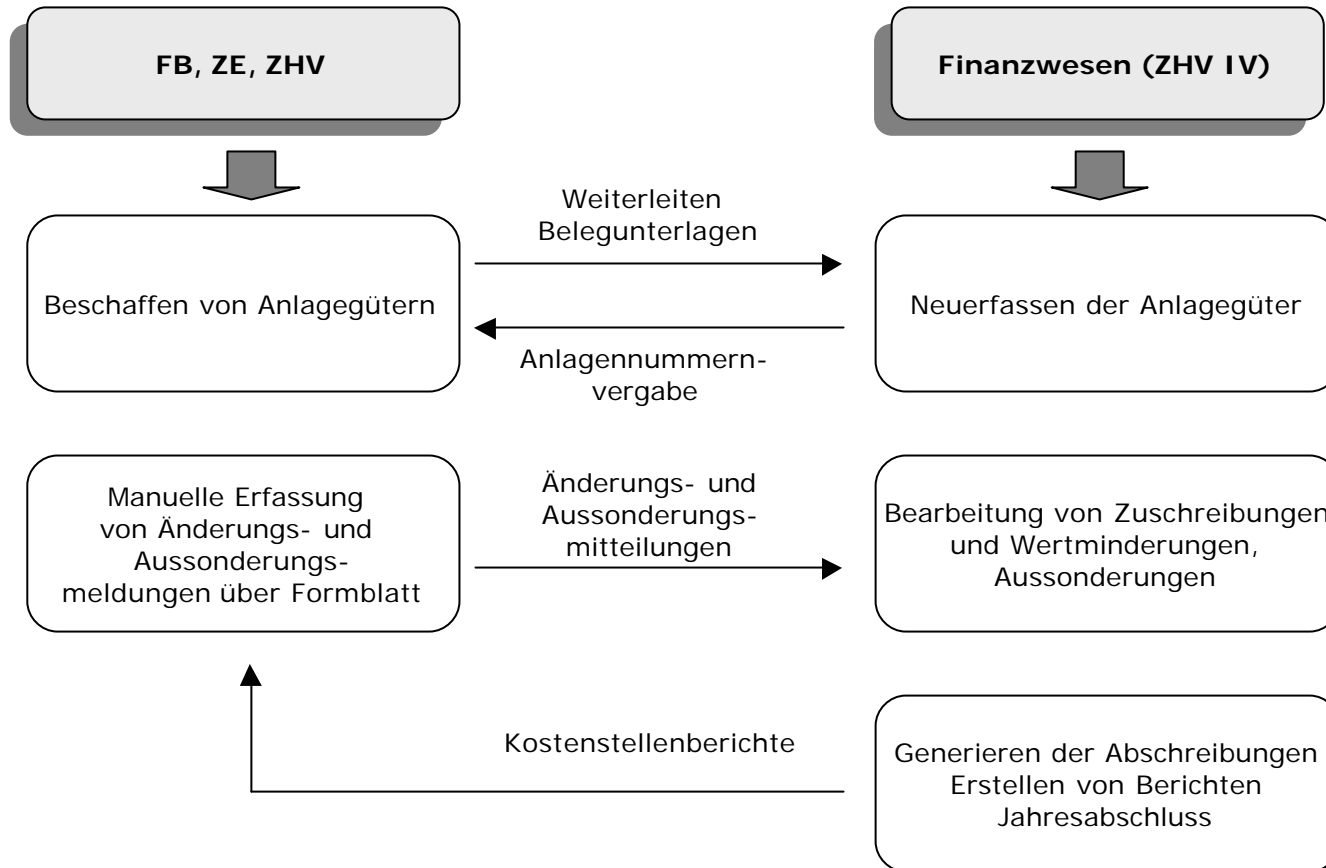 FB, ZE, ZHV
Finanzwesen (ZHV IV)
Weiterleiten
Belegunterlagen
Beschaffen von Anlagegütern
Neuerfassen der Anlagegüter
Anlagennummern-
vergabe
Manuelle Erfassung
von Änderungs- und
Aussonderungs-
meldungen über Formblatt
Änderungs- und
Aussonderungs-
mitteilungen
Bearbeitung von Zuschreibungen
und Wertminderungen,
Aussonderungen
Kostenstellenberichte
Generieren der Abschreibungen
Erstellen von Berichten
Jahresabschluss